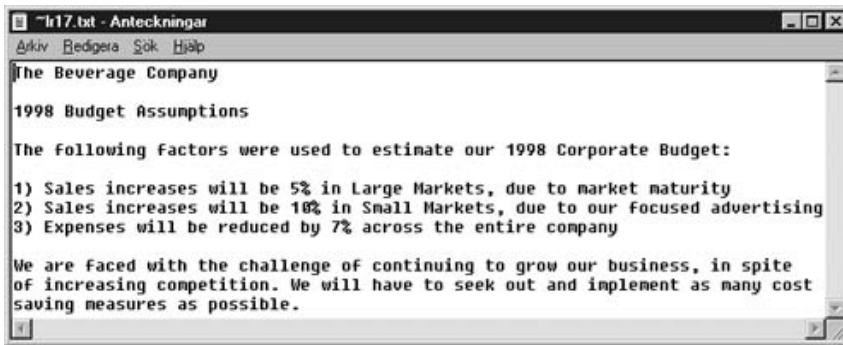 ~lr17.txt - Anteckningar
Arkiv Redigera Sök Hjälp
The Beverage Company
1998 Budget Assumptions
The following factors were used to estimate our 1998 Corporate Budget:
1) Sales increases will be 5% in Large Markets, due to market maturity
2) Sales increases will be 10% in Small Markets, due to our focused advertising
3) Expenses will be reduced by 7% across the entire company
We are faced with the challenge of continuing to grow our business, in spite
of increasing competition. We will have to seek out and implement as many cost
saving measures as possible.